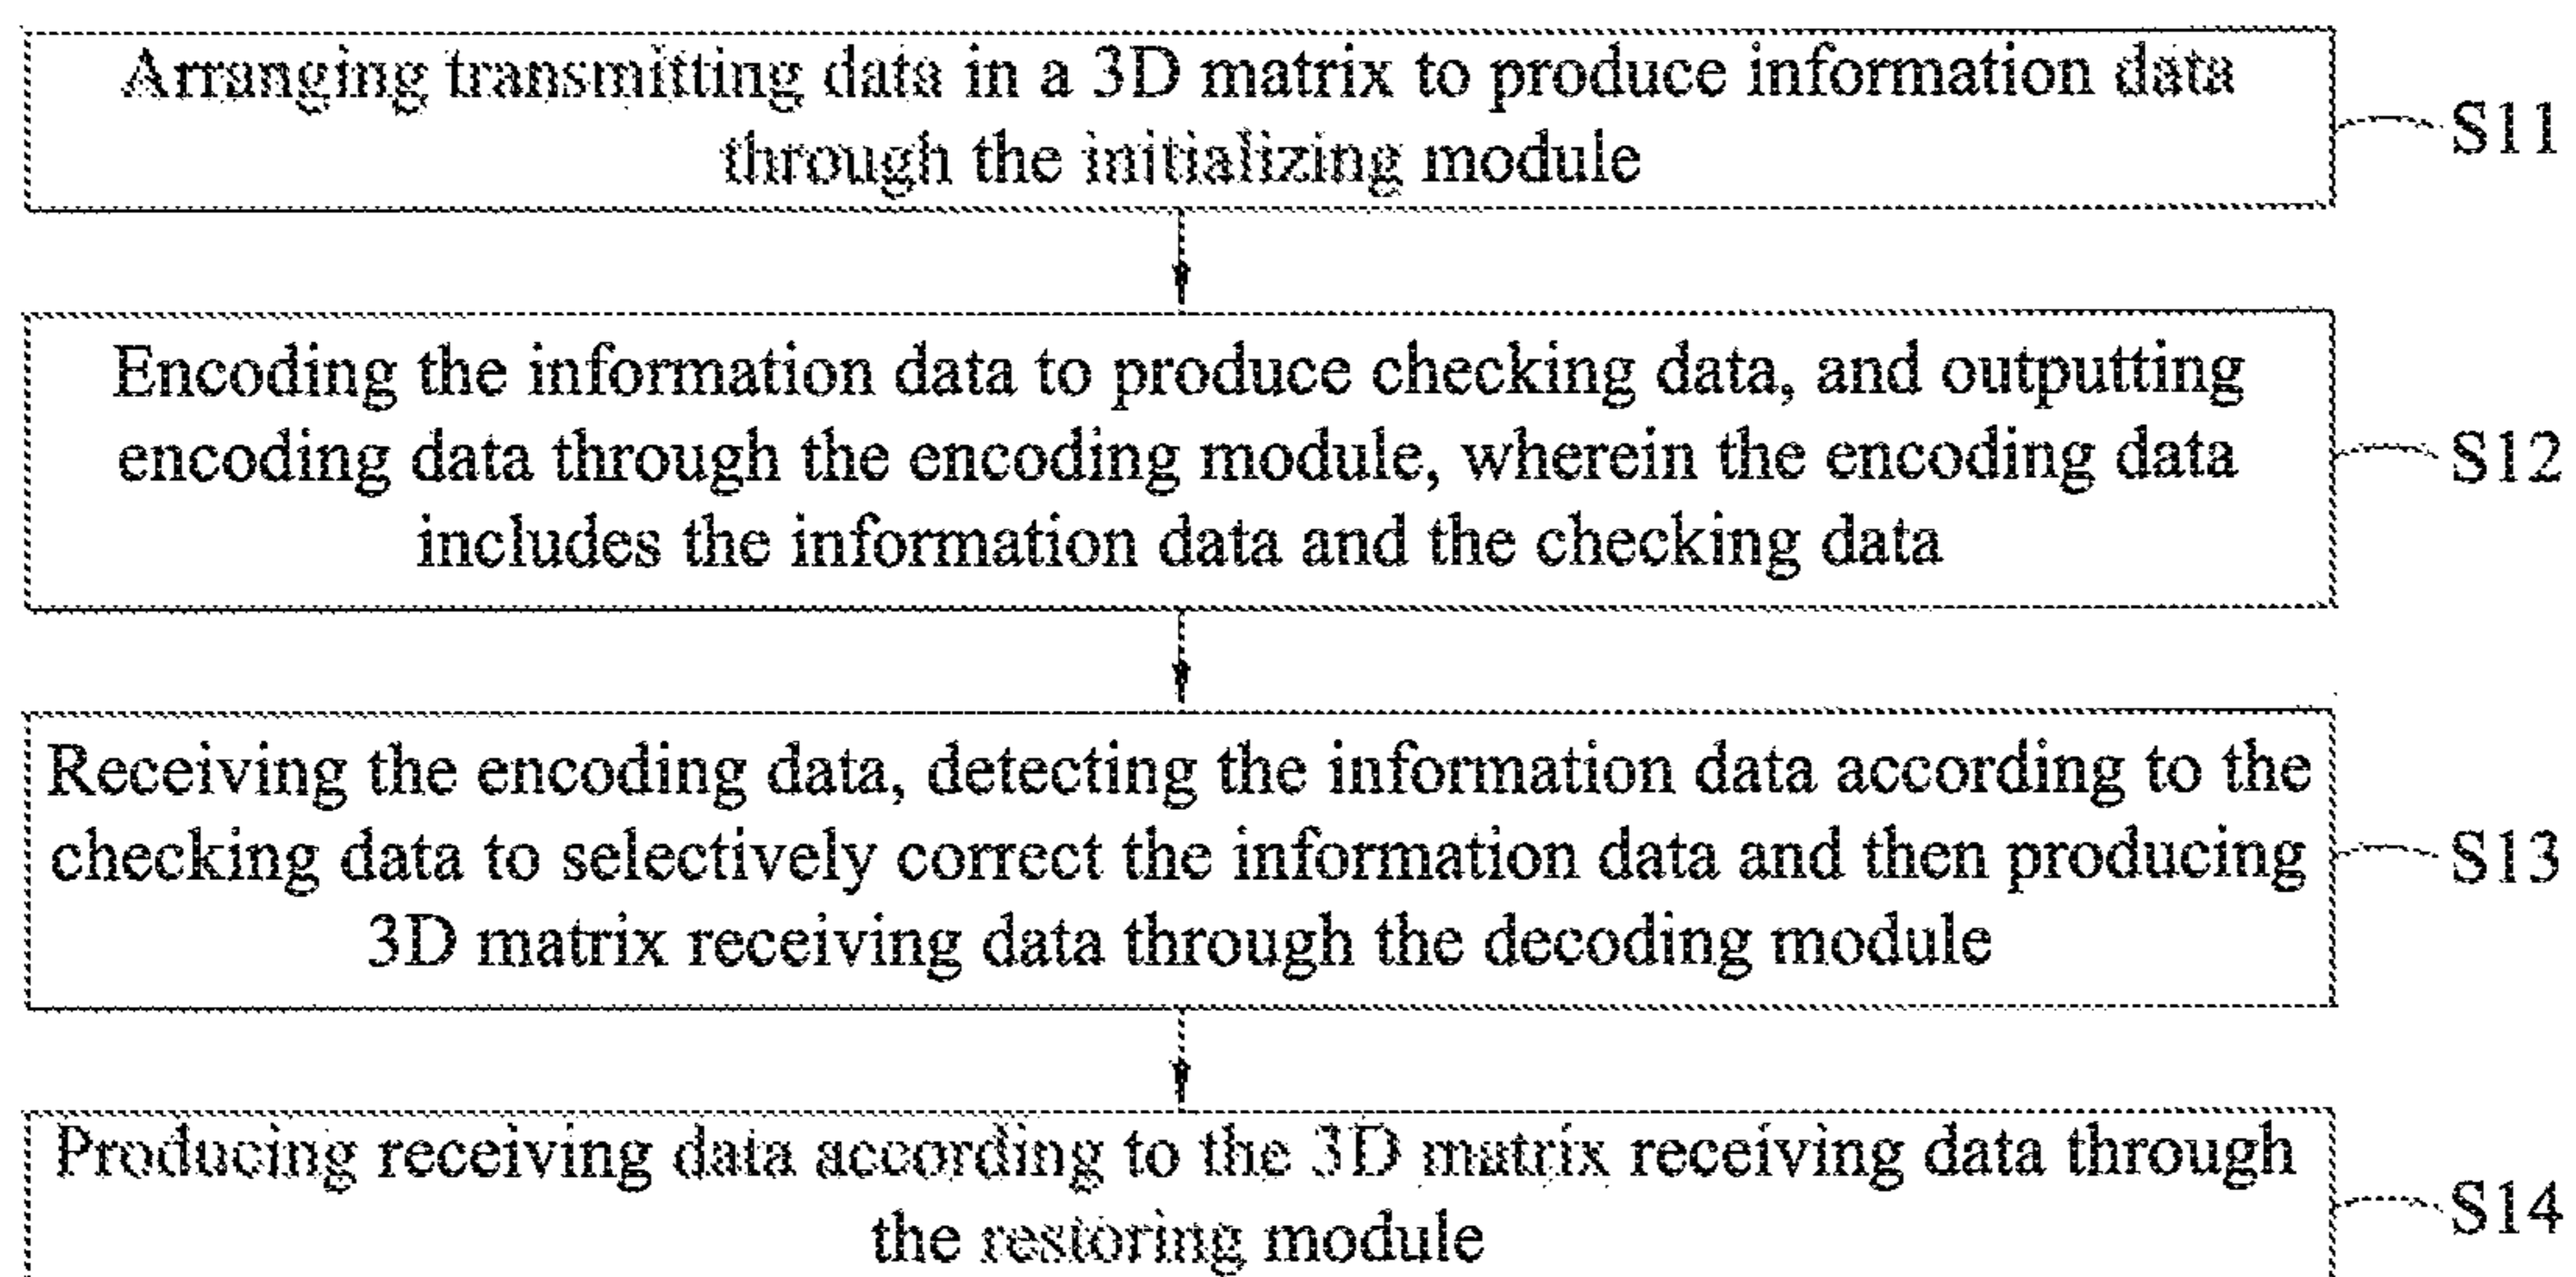 Arranging transmitting data in a 3D matrix to produce information data
through the initializing module
S11
Encoding the information data to produce checking data, and outputting
encoding data through the encoding module, wherein the encoding data
includes the information data and the checking data
S12
Receiving the encoding data, detecting the information data according to the
checking data to selectively correct the information data and then producing
3D matrix receiving data through the decoding module
S13
Producing receiving data according to the 3D matrix receiving data through
the restoring module
S14